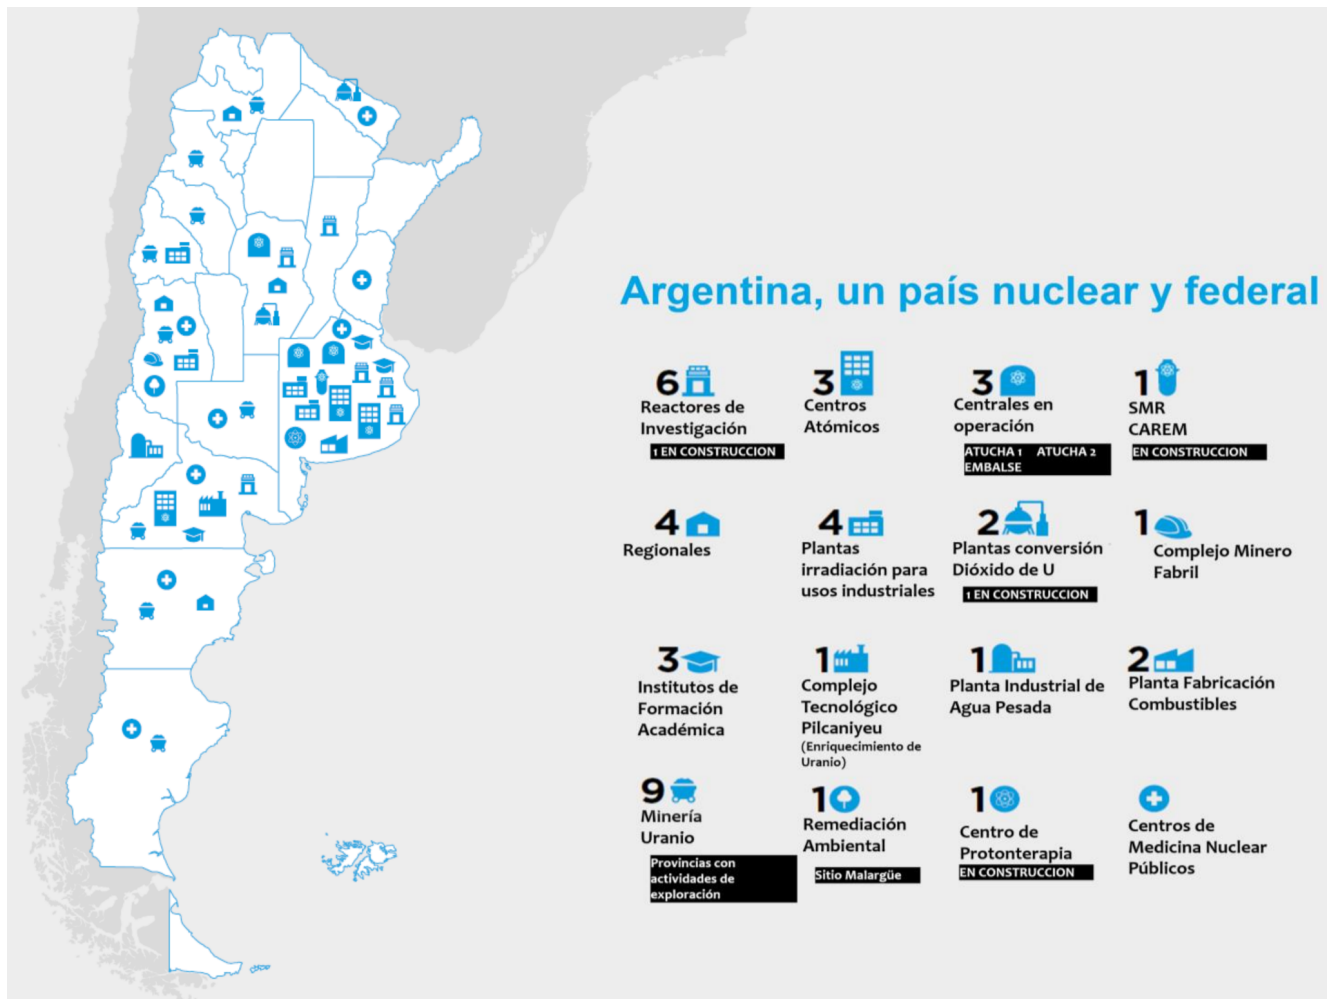 Argentina, un país nuclear y federal
6
Reactores de
Investigación
1 EN CONSTRUCCION
3
Centros
Atómicos
3
Centrales en
operación
ATUCHA 1 ATUCHA 2
EMBALSE
1
SMR
CAREM
EN CONSTRUCCION
4
Regionales
4
Plantas
irradiación para
usos industriales
2
Plantas conversión
Dióxido de U
1 EN CONSTRUCCION
1
Complejo Minero
Fabril
3
Institutos de
Formación
Académica
1
Complejo
Tecnológico
Pilcaniyeu
(Enriquecimiento de
Uranio)
1
Planta Industrial de
Agua Pesada
2
Planta Fabricación
Combustibles
9
Minería
Uranio
Provincias con
actividades de
exploración
1
Remediación
Ambiental
Sitio Malargüe
1
Centro de
Protonterapia
EN CONSTRUCCION
Centros de
Medicina Nuclear
Públicos